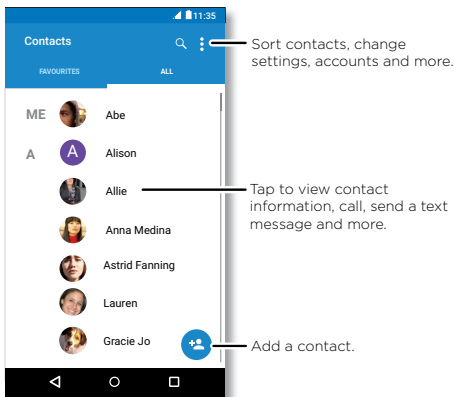 11:35
Contacts
FAVOURITES ALL
ME Abe
A A Alison
Allie
Anna Medina
Astrid Fanning
Lauren
Gracie Jo
Sort contacts, change
settings, accounts and more.
Tap to view contact
information, call, send a text
message and more.
Add a contact.